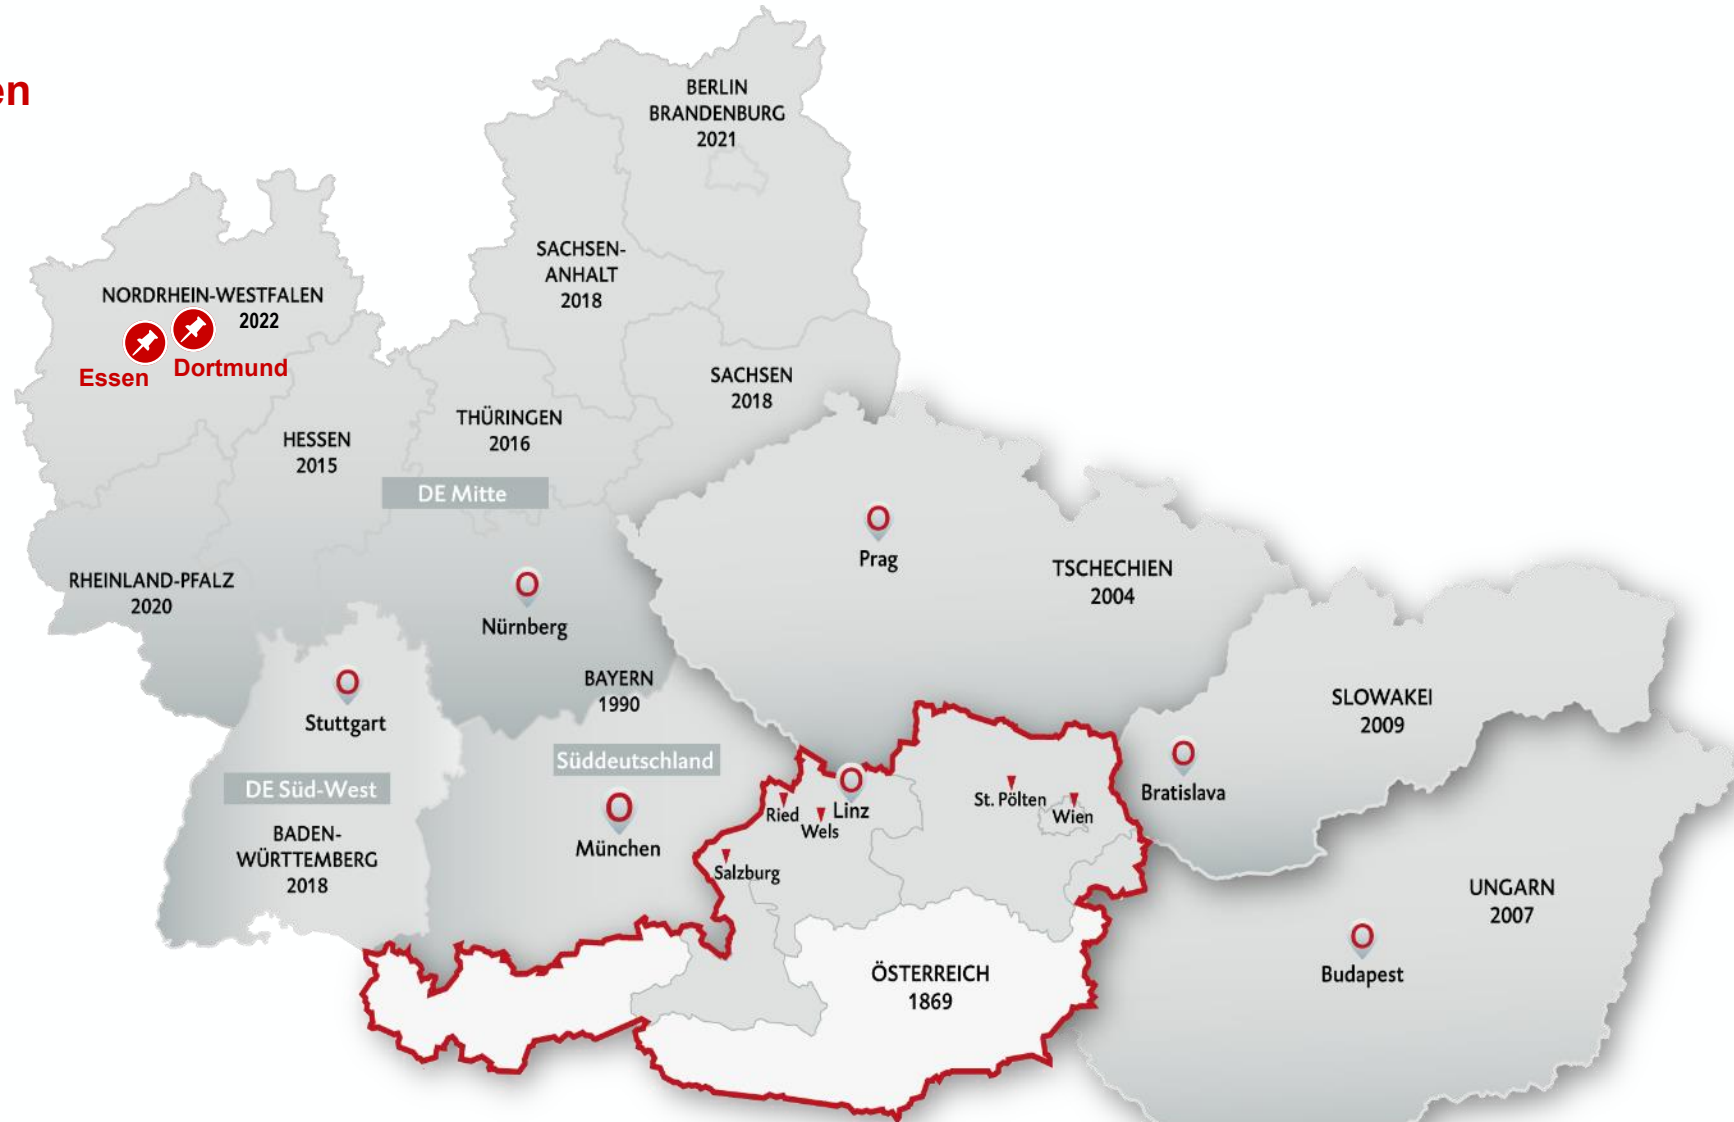 en
BERLIN
BRANDENBURG
2021
SACHSEN-
ANHALT
2018
NORDRHEIN-WESTFALEN
2022
Essen
Dortmund
SACHSEN
2018
THÜRINGEN
2016
HESSEN
2015
DE Mitte
Prag
TSCHECHIEN
2004
RHEINLAND-PFALZ
2020
Nürnberg
BAYERN
1990
SLOWAKEI
2009
Stuttgart
Süddeutschland
DE Süd-West
Bratislava
St. Pölten
Wien
Linz
Ried
Wels
BADEN-
WÜRTTEMBERG
2018
München
Salzburg
UNGARN
2007
Budapest
ÖSTERREICH
1869